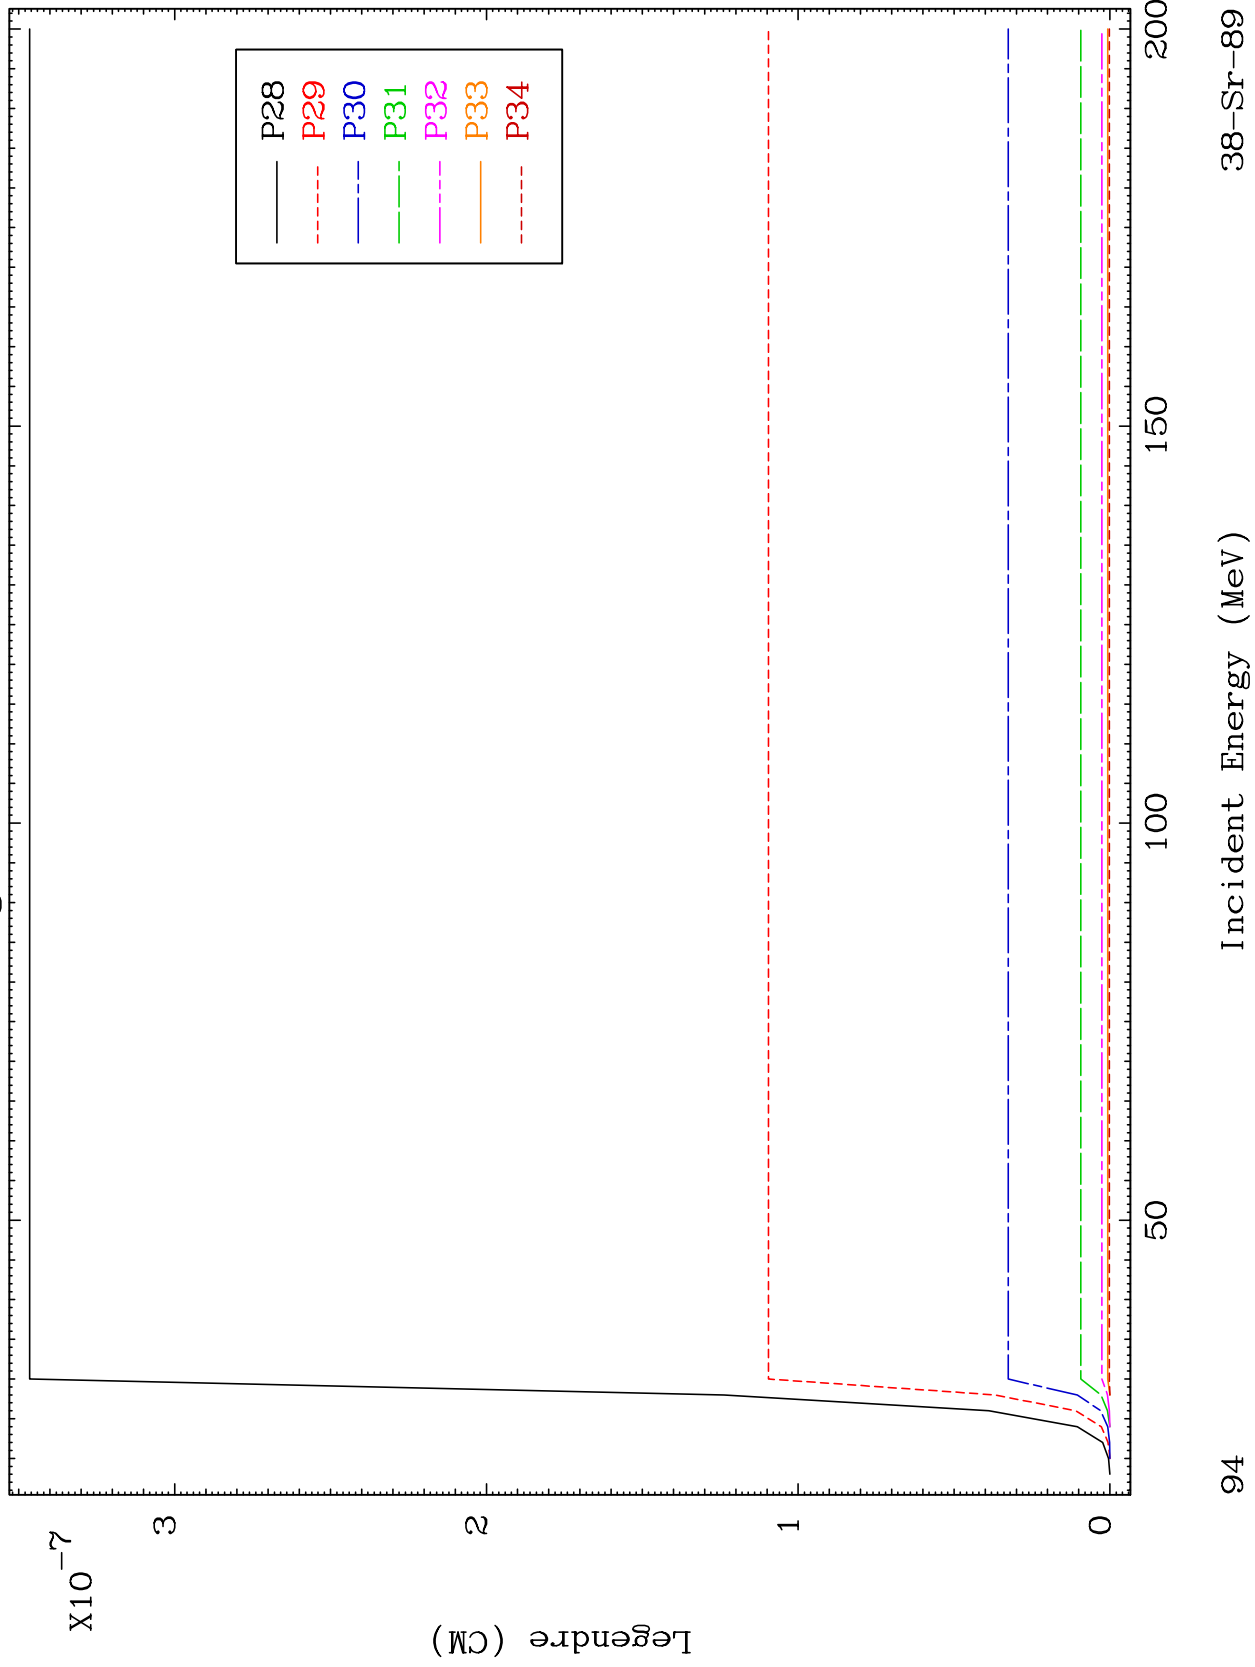 X10
-7
3
2
1
0
Legendre (CM)
P28
P29
P30
P31
P32
P33
P34
50
100
150
200
Incident Energy (MeV)
94
38-Sr-89